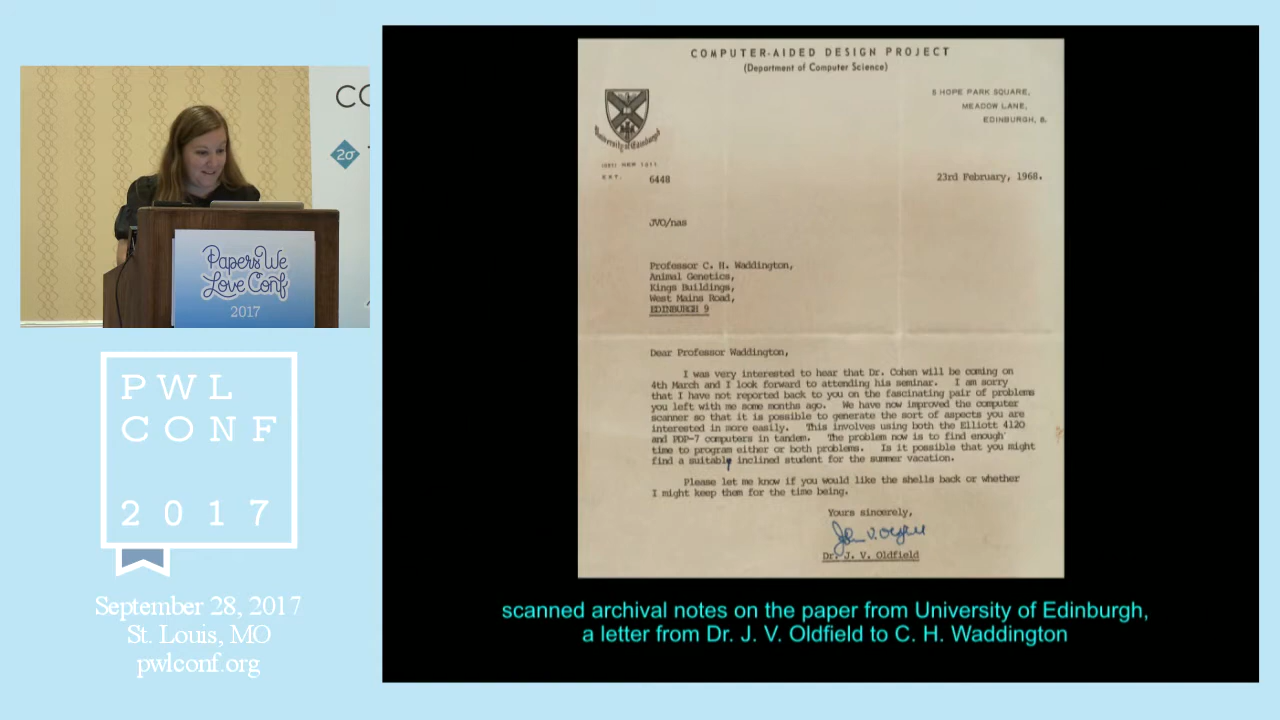 CO
2σ
Papers We
Love Conf
2017
PWL
CONF
2017
September 28, 2017
St. Louis, MO
pwlconf.org
COMPUTER-AIDED DESIGN PROJECT
(Department of Computer Science)
University of Edinburgh
5 HOPE PARK SQUARE,
MEADOW LANE,
EDINBURGH, 8.
EXT. 6448
23rd February, 1968.
JVO/nas
Professor C. H. Waddington,
Animal Genetics,
Kings Buildings,
West Mains Road,
EDINBURGH 9
Dear Professor Waddington,
I was very interested to hear that Dr. Cohen will be coming on
4th March and I look forward to attending his seminar. I am sorry
that I have not reported back to you on the fascinating pair of problems
you left with me some months ago. We have now improved the computer
scanner so that it is possible to generate the sort of aspects you are
interested in more easily. This involves using both the Elliott 4120
and PDP-7 computers in tandem. The problem now is to find enough
time to program either or both problems. Is it possible that you might
find a suitably inclined student for the summer vacation.
Please let me know if you would like the shells back or whether
I might keep them for the time being.
Yours sincerely,
John V. Oldfield
Dr. J. V. Oldfield
scanned archival notes on the paper from University of Edinburgh,
a letter from Dr. J. V. Oldfield to C. H. Waddington